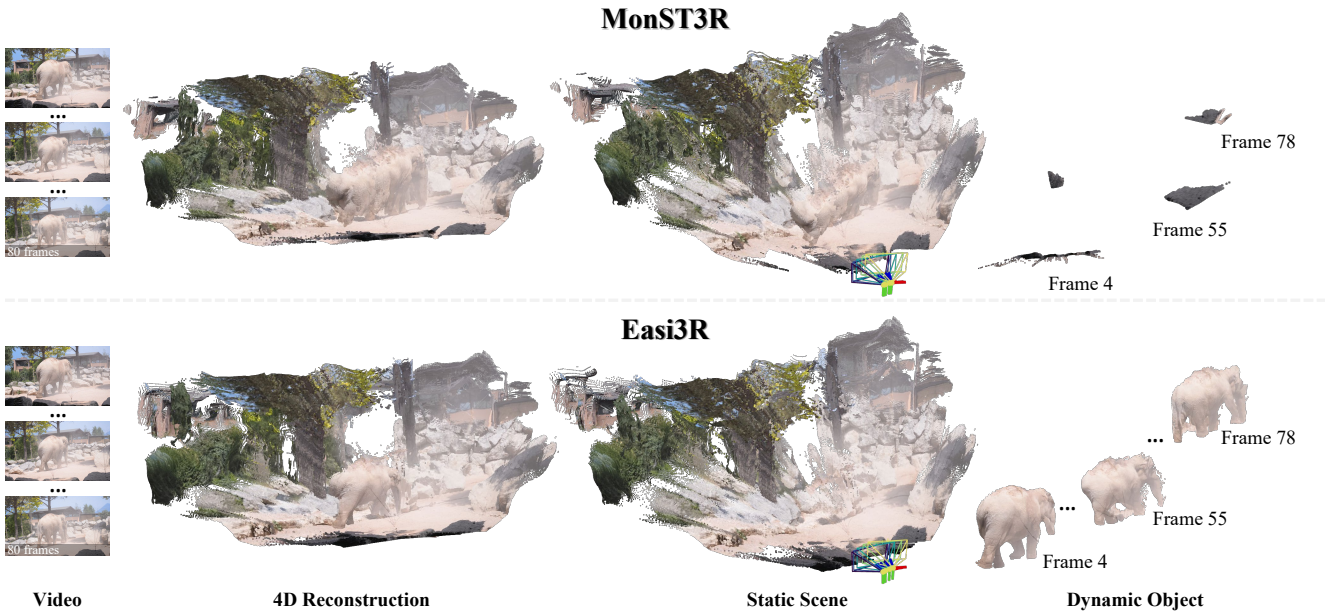 MonST3R
...
...
80 frames
Frame 78
Frame 55
Frame 4
Easi3R
...
...
80 frames
... Frame 78
... Frame 55
Frame 4
Video 4D Reconstruction Static Scene Dynamic Object